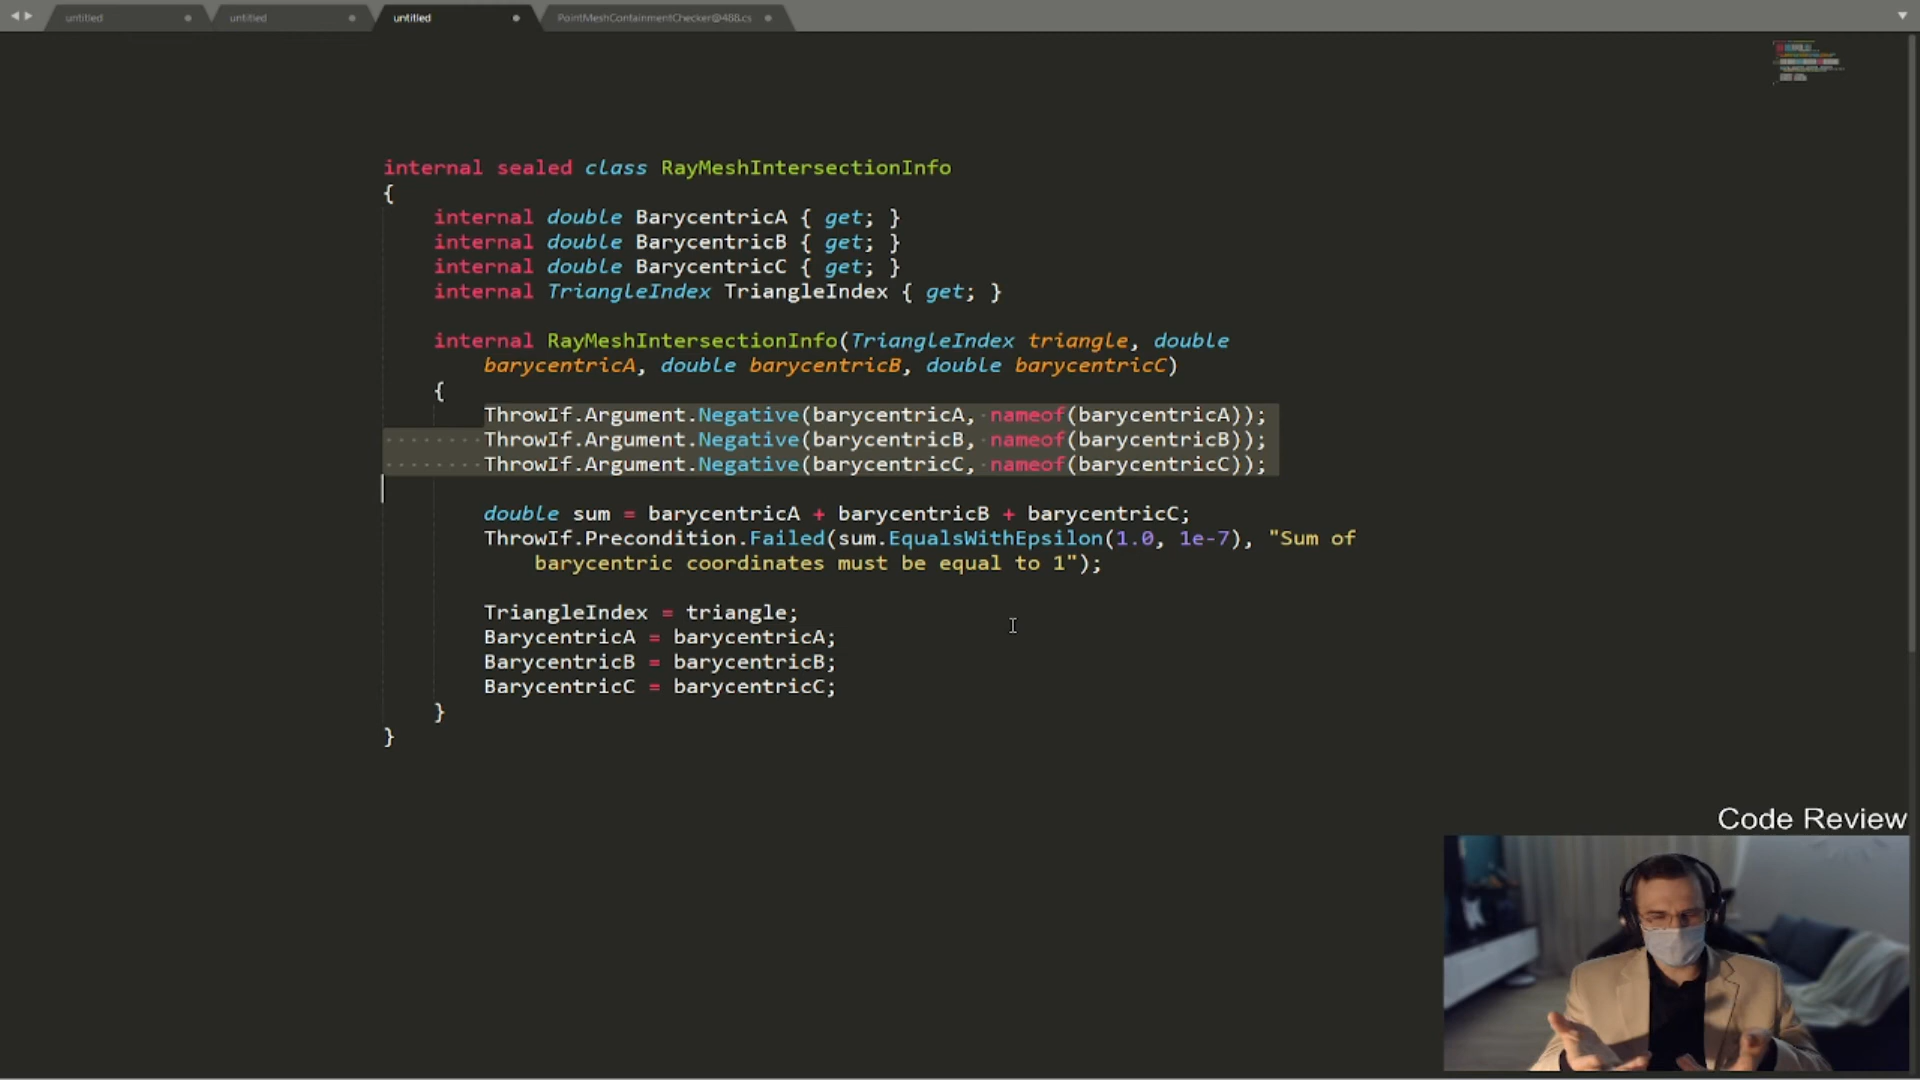 untitled
untitled
untitled
PointMeshContainmentChecker@488.cs
internal sealed class RayMeshIntersectionInfo
{
internal double BarycentricA { get; }
internal double BarycentricB { get; }
internal double BarycentricC { get; }
internal TriangleIndex TriangleIndex { get; }
internal RayMeshIntersectionInfo(TriangleIndex triangle, double
barycentricA, double barycentricB, double barycentricC)
{
ThrowIf.Argument.Negative(barycentricA, nameof(barycentricA));
ThrowIf.Argument.Negative(barycentricB, nameof(barycentricB));
ThrowIf.Argument.Negative(barycentricC, nameof(barycentricC));
double sum = barycentricA + barycentricB + barycentricC;
ThrowIf.Precondition.Failed(sum.EqualsWithEpsilon(1.0, 1e-7), "Sum of
barycentric coordinates must be equal to 1");
TriangleIndex = triangle;
BarycentricA = barycentricA;
BarycentricB = barycentricB;
BarycentricC = barycentricC;
}
}
Code Review